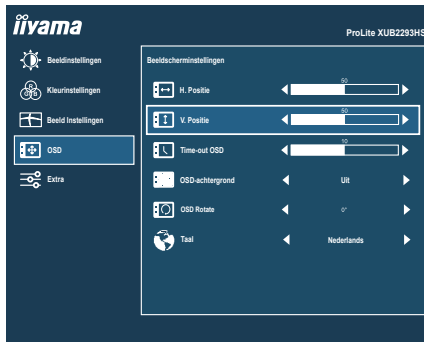 iiyama
ProLite XUB2293HS
Beeldinstellingen
Kleurinstellingen
Beeld Instellingen
OSD
Extra
Beeldscherminstellingen
H. Positie 50
V. Positie 50
Time-out OSD 10
OSD-achtergrond Uit
OSD Rotate 0°
Taal Nederlands